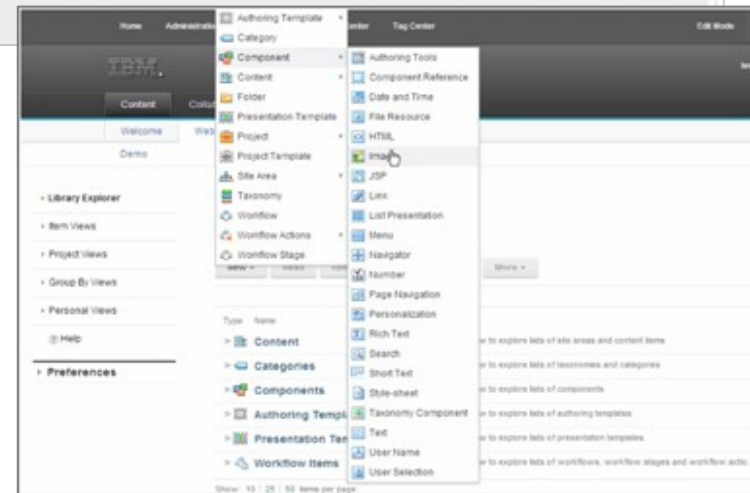 Home Tag Center Edit Mode
IBM.
Content
Welcome
Demo
Authoring Template
Category
Component
Content
Folder
Presentation Template
Project
Project Template
Site Area
Taxonomy
Workflow
Workflow Actions
Workflow Stage
Authoring Tools
Component Reference
Date and Time
File Resource
HTML
JSP
Link
List Presentation
Menu
Navigator
Number
Page Navigation
Personalization
Rich Text
Search
Short Text
Style-sheet
Taxonomy Component
Text
User Name
User Selection
Library Explorer
Item Views
Project Views
Group By Views
Personal Views
Help
Preferences
New More
Type Name
Content to explore lists of site areas and content items
Categories to explore lists of taxonomies and categories
Components to explore lists of components
Authoring to explore lists of authoring templates
Presentation to explore lists of presentation templates
Workflow Items to explore lists of workflows, workflow stages and workflow
Show: 10 | 25 | 50 items per page